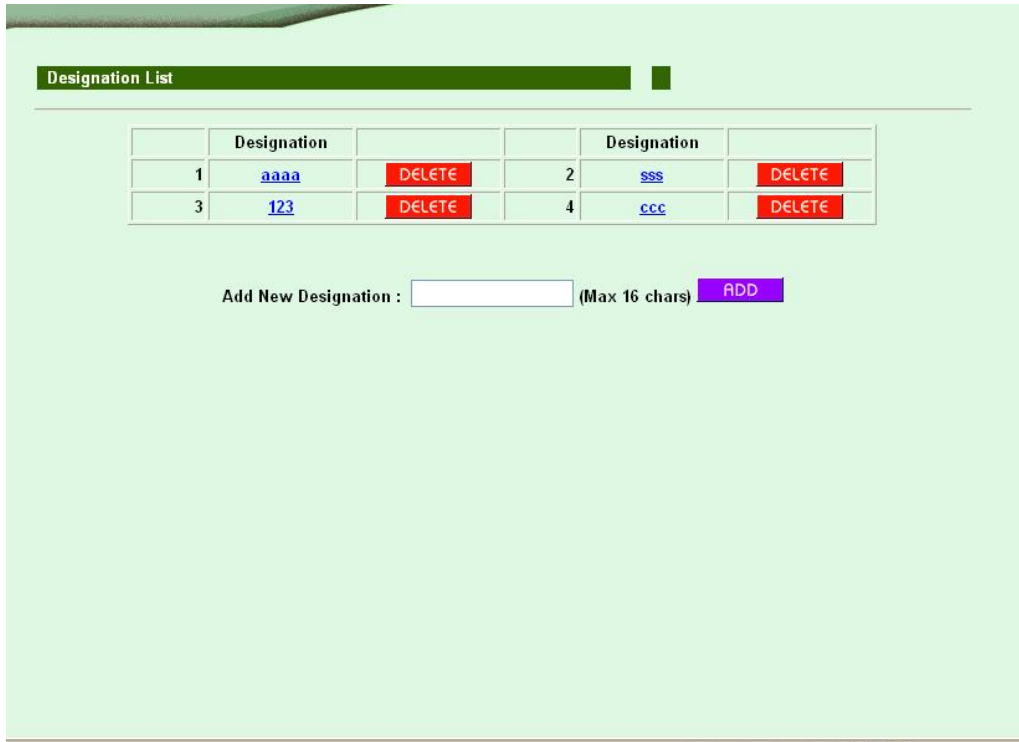 Designation List
Designation Designation
1 aaaa DELETE 2 sss DELETE
3 123 DELETE 4 ccc DELETE
Add New Designation : (Max 16 chars) ADD